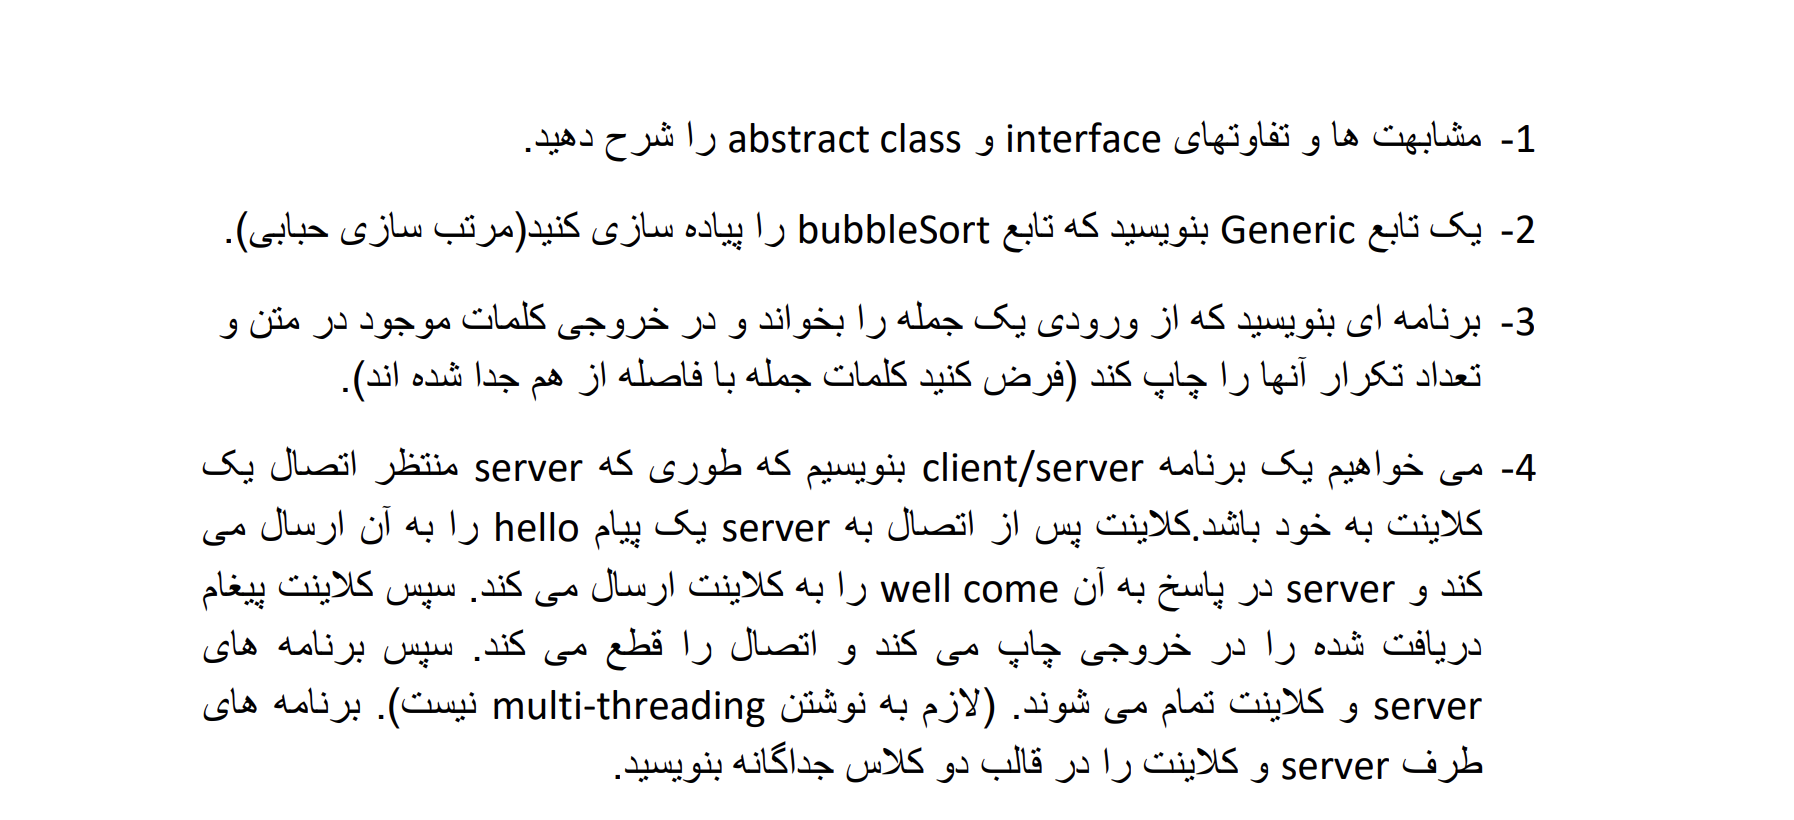 1- مشابهت ها و تفاوتهای interface و abstract class را شرح دهید.
2- یک تابع Generic بنویسید که تابع bubbleSort را پیاده سازی کنید(مرتب سازی حبابی).
3- برنامه ای بنویسید که از ورودی یک جمله را بخواند و در خروجی کلمات موجود در متن و
تعداد تکرار آنها را چاپ کند (فرض کنید کلمات جمله با فاصله از هم جدا شده اند).
4- می خواهیم یک برنامه client/server بنویسیم که طوری که server منتظر اتصال یک
کلاینت به خود باشد.کلاینت پس از اتصال به server یک پیام hello را به آن ارسال می
کند و server در پاسخ به آن well come را به کلاینت ارسال می کند. سپس کلاینت پیغام
دریافت شده را در خروجی چاپ می کند و اتصال را قطع می کند. سپس برنامه های
server و کلاینت تمام می شوند. (لازم به نوشتن multi-threading نیست). برنامه های
طرف server و کلاینت را در قالب دو کلاس جداگانه بنویسید.